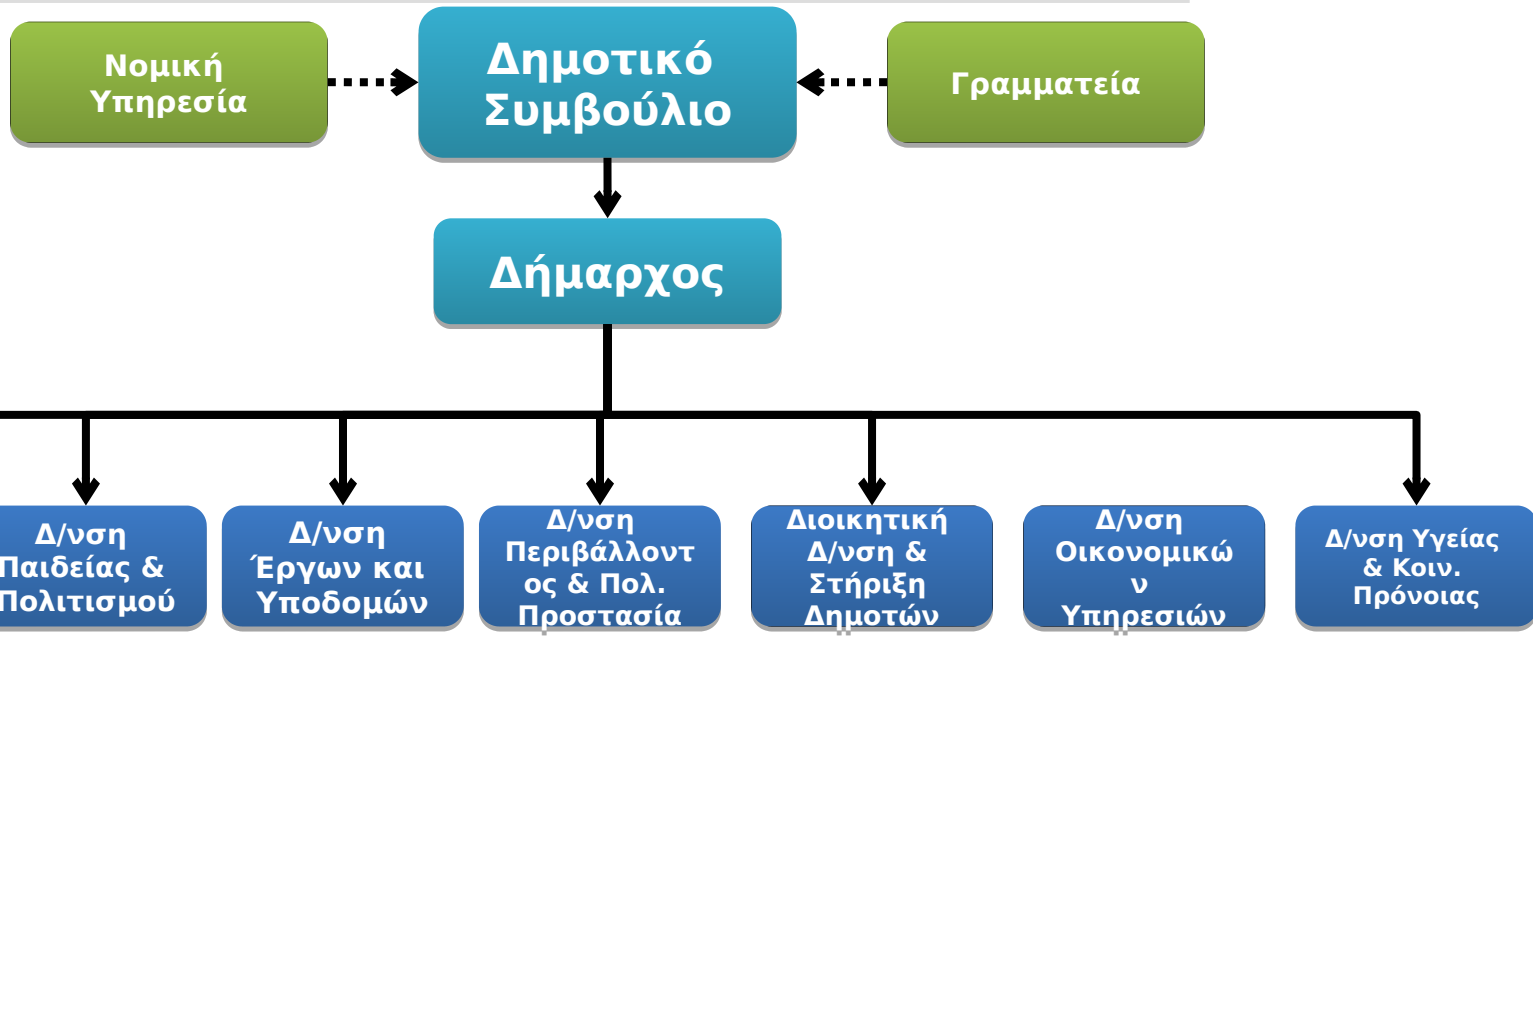 Νομική
Υπηρεσία
Δημοτικό
Συμβούλιο
Γραμματεία
Δήμαρχος
Δ/νση
Παιδείας &
Πολιτισμού
Δ/νση
Έργων και
Υποδομών
Δ/νση
Περιβάλλοντ
ος & Πολ.
Προστασία
Διοικητική
Δ/νση &
Στήριξη
Δημοτών
Δ/νση
Οικονομικώ
ν
Υπηρεσιών
Δ/νση Υγείας
& Κοιν.
Πρόνοιας